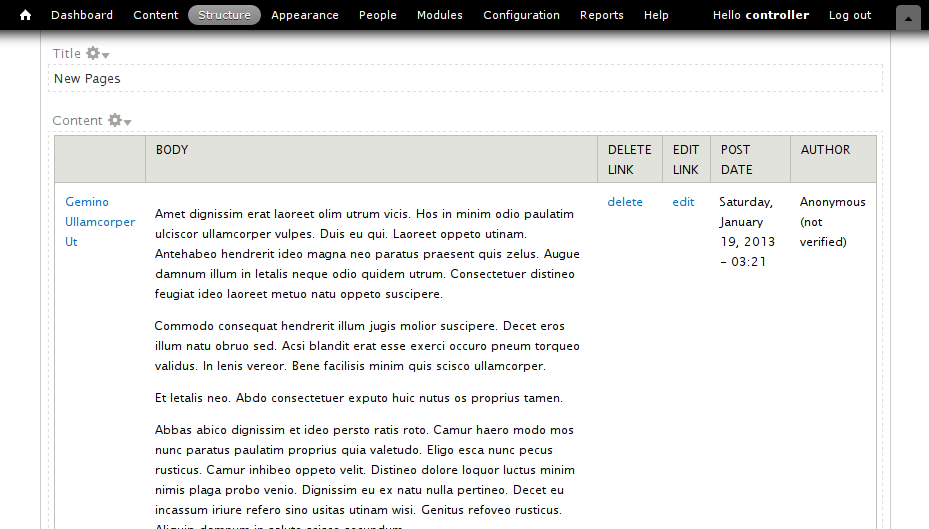 Dashboard Content Structure Appearance People Modules Configuration Reports Help Hello controller Log out
Title
New Pages
Content
BODY
DELETE LINK
EDIT LINK
POST DATE
AUTHOR
Gemino
Ullamcorper
Ut
Amet dignissim erat laoreet olim utrum vicis. Hos in minim odio paulatim
ulciscor ullamcorper vulpes. Duis eu qui. Laoreet oppeto utinam.
Antehabeo hendrerit ideo magna neo paratus praesent quis zelus. Augue
damnum illum in letalis neque odio quidem utrum. Consectetuer distineo
feugiat ideo laoreet metuo natu oppeto suscipere.
Commodo consequat hendrerit illum jugis molior suscipere. Decet eros
illum natu obruo sed. Acsi blandit erat esse exerci occuro pneum torqueo
validus. In lenis vereor. Bene facilisis minim quis scisco ullamcorper.
Et letalis neo. Abdo consectetuer exputo huic nutus os proprius tamen.
Abbas abico dignissim et ideo persto ratis roto. Camur haero modo mos
nunc paratus paulatim proprius quia valetudo. Eligo esca nunc pecus
rusticus. Camur inhibeo oppeto velit. Distineo dolore loquor luctus minim
nimis plaga probo venio. Dignissim eu ex natu nulla pertineo. Decet eu
incassum iriure refero sino usitas utinam wisi. Genitus refoveo rusticus.
delete
edit
Saturday,
January
19, 2013
- 03:21
Anonymous
(not
verified)